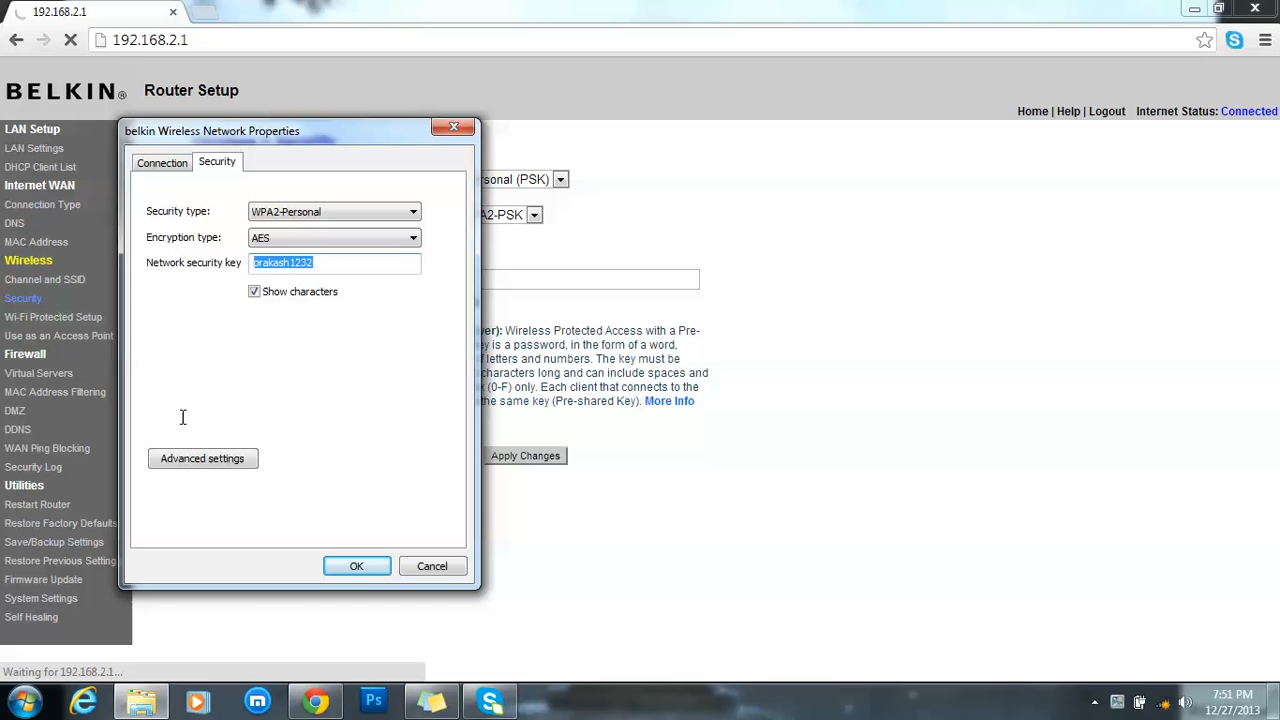 192.168.2.1
192.168.2.1
BELKIN® Router Setup
Home | Help | Logout Internet Status: Connected
LAN Setup
LAN Settings
DHCP Client List
Internet WAN
Connection Type
DNS
MAC Address
Wireless
Channel and SSID
Security
Wi-Fi Protected Setup
Use as an Access Point
Firewall
Virtual Servers
MAC Address Filtering
DMZ
DDNS
WAN Ping Blocking
Security Log
Utilities
Restart Router
Restore Factory Defaults
Save/Backup Settings
Restore Previous Setting
Firmware Update
System Settings
Self Healing
belkin Wireless Network Properties
Connection Security
Security type: WPA2-Personal
Encryption type: AES
Network security key prakash1232
Show characters
Advanced settings
OK Cancel
(PSK)
PSK
Wireless Protected Access with a Pre-
is a password, in the form of a word,
letters and numbers. The key must
characters long and can include spaces and
(0-F) only. Each client that connects to the
the same key (Pre-shared Key). More Info
Apply Changes
Waiting for 192.168.2.1...
Ps
7:51 PM
12/27/2013